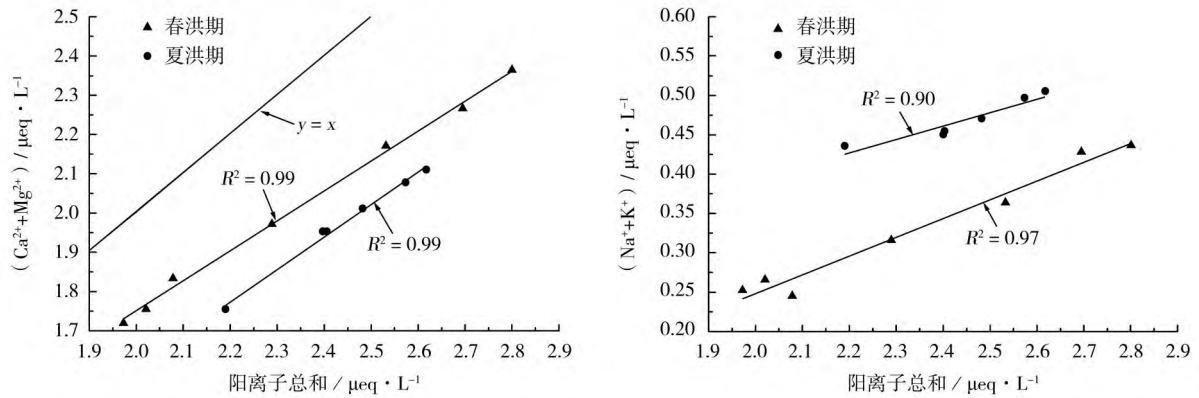 2.5
2.4
2.3
2.2
2.1
2.0
1.9
1.8
1.7
(Ca²⁺+Mg²⁺) / μeq · L⁻¹
▲ 春洪期
● 夏洪期
y = x
R² = 0.99
R² = 0.99
1.9 2.0 2.1 2.2 2.3 2.4 2.5 2.6 2.7 2.8 2.9
阳离子总和 / μeq · L⁻¹
0.60
0.55
0.50
0.45
0.40
0.35
0.30
0.25
0.20
(Na⁺+K⁺) / μeq · L⁻¹
▲ 春洪期
● 夏洪期
R² = 0.90
R² = 0.97
1.9 2.0 2.1 2.2 2.3 2.4 2.5 2.6 2.7 2.8 2.9
阳离子总和 / μeq · L⁻¹